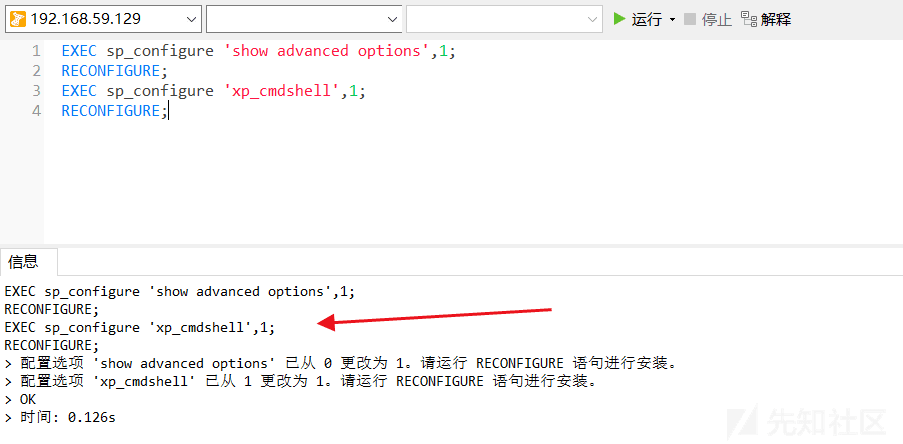 192.168.59.129 运行 停止 解释
1 EXEC sp_configure 'show advanced options',1;
2 RECONFIGURE;
3 EXEC sp_configure 'xp_cmdshell',1;
4 RECONFIGURE;
信息
EXEC sp_configure 'show advanced options',1;
RECONFIGURE;
EXEC sp_configure 'xp_cmdshell',1;
RECONFIGURE;
> 配置选项 'show advanced options' 已从 0 更改为 1。请运行 RECONFIGURE 语句进行安装。
> 配置选项 'xp_cmdshell' 已从 1 更改为 1。请运行 RECONFIGURE 语句进行安装。
> OK
> 时间: 0.126s
先知社区